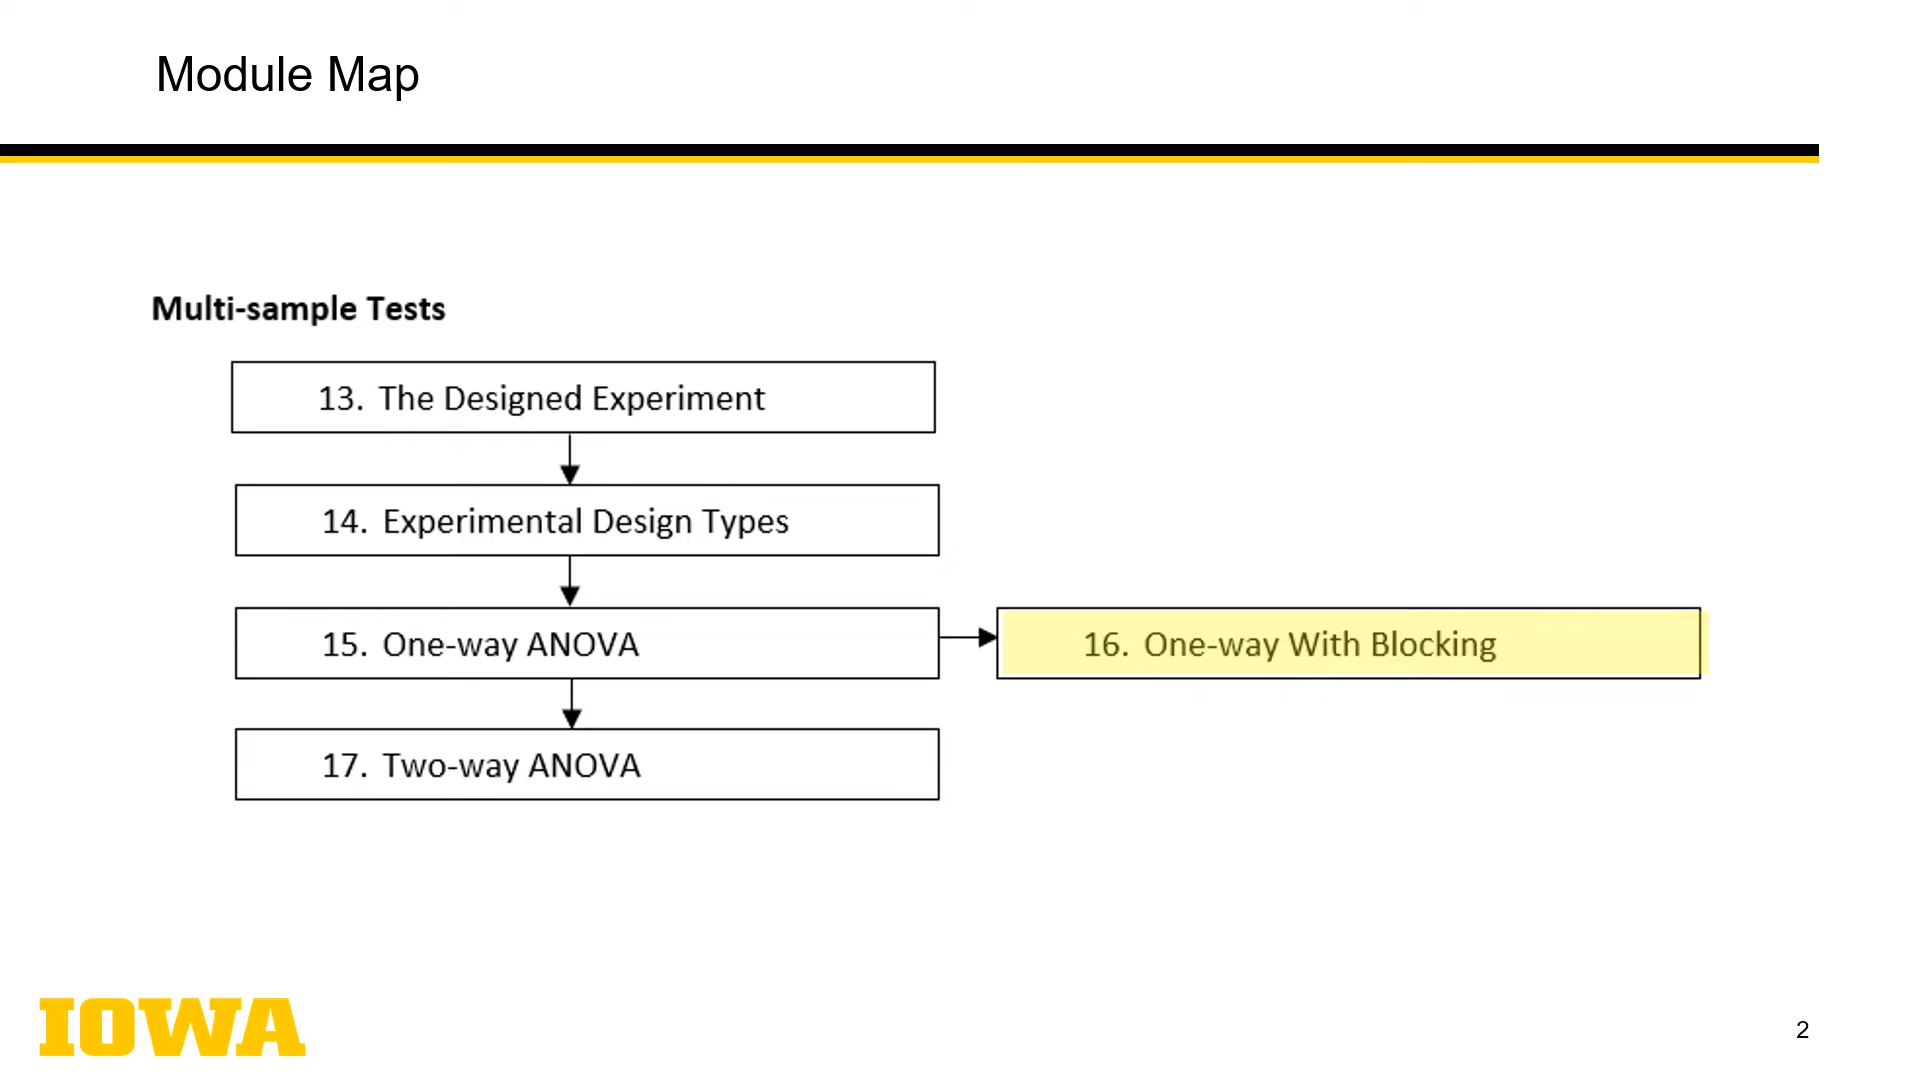 Module Map
Multi-sample Tests
13. The Designed Experiment
14. Experimental Design Types
15. One-way ANOVA
16. One-way With Blocking
17. Two-way ANOVA
IOWA
2